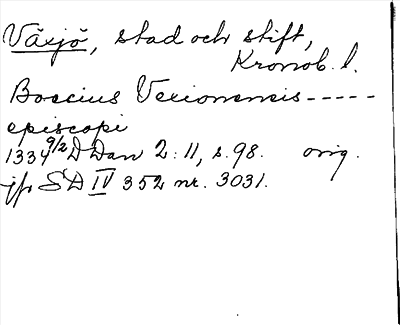 Växjö, stad och stift,
Kronob. l.
Boecius Vexionensis -----
episcopi
1334 9/2 D Dan 2:11, s. 98. orig.
jfr SD IV 352 nr. 3031.